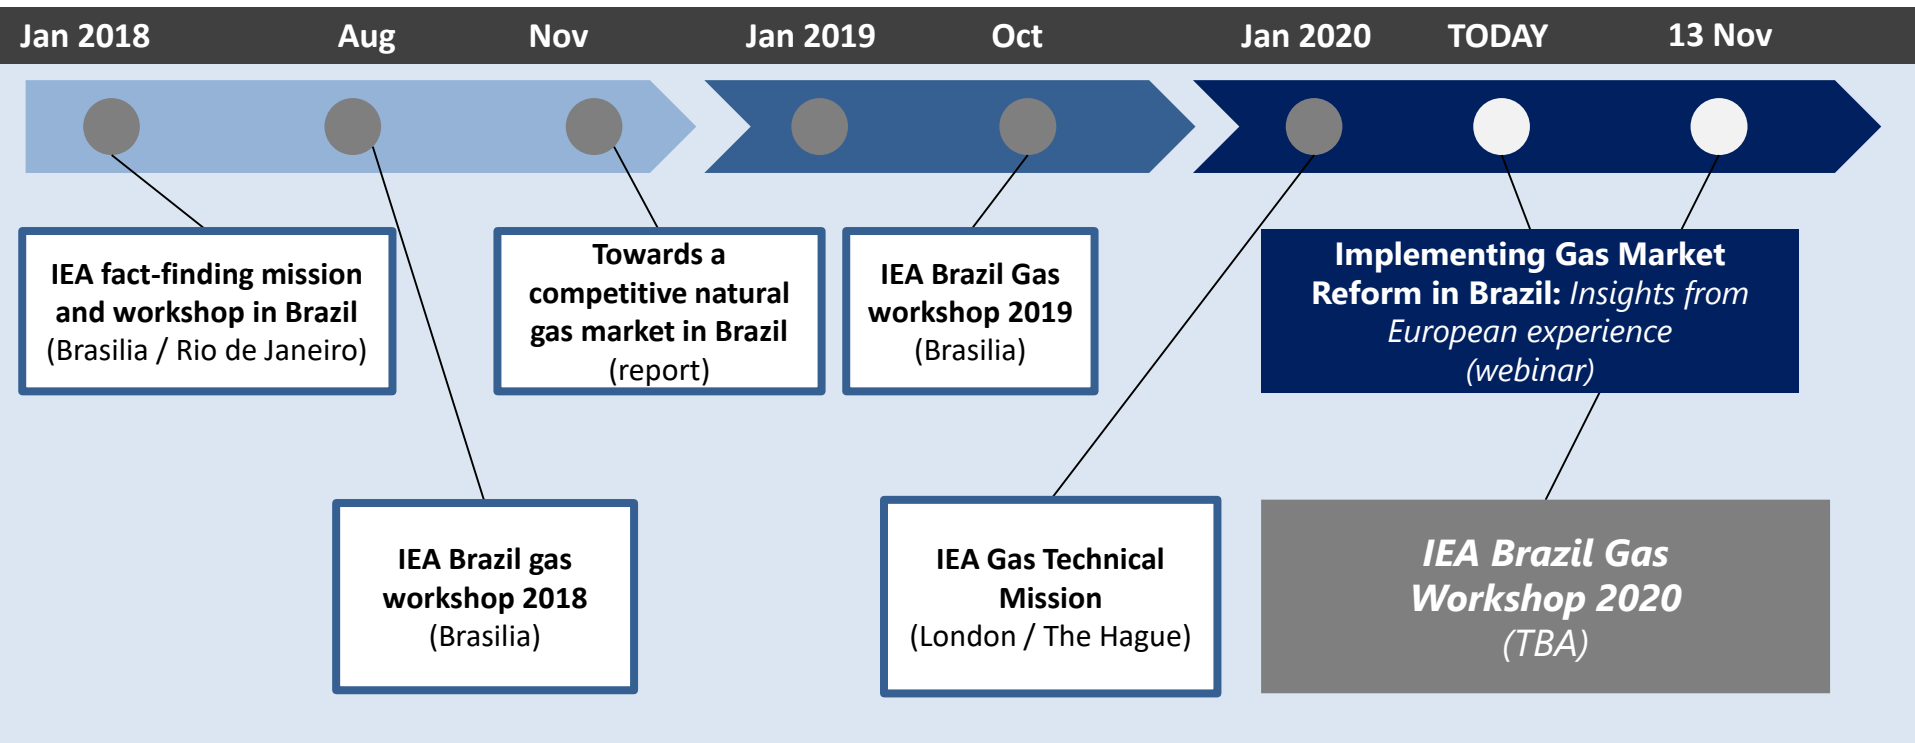 Jan 2018 Aug Nov Jan 2019 Oct Jan 2020 TODAY 13 Nov
IEA fact-finding mission
and workshop in Brazil
(Brasilia / Rio de Janeiro)
Towards a
competitive natural
gas market in Brazil
(report)
IEA Brazil Gas
workshop 2019
(Brasilia)
Implementing Gas Market
Reform in Brazil: Insights from
European experience
(webinar)
IEA Brazil gas
workshop 2018
(Brasilia)
IEA Gas Technical
Mission
(London / The Hague)
IEA Brazil Gas
Workshop 2020
(TBA)